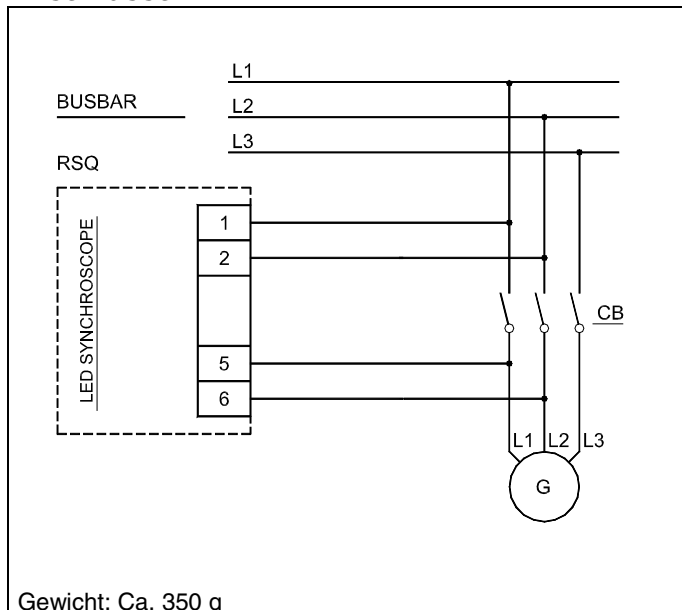 L1
BUSBAR
L2
L3
RSQ
LED SYNCHROSCOPE
1
2
CB
5
6
L1 L2 L3
G
Gewicht: Ca. 350 g